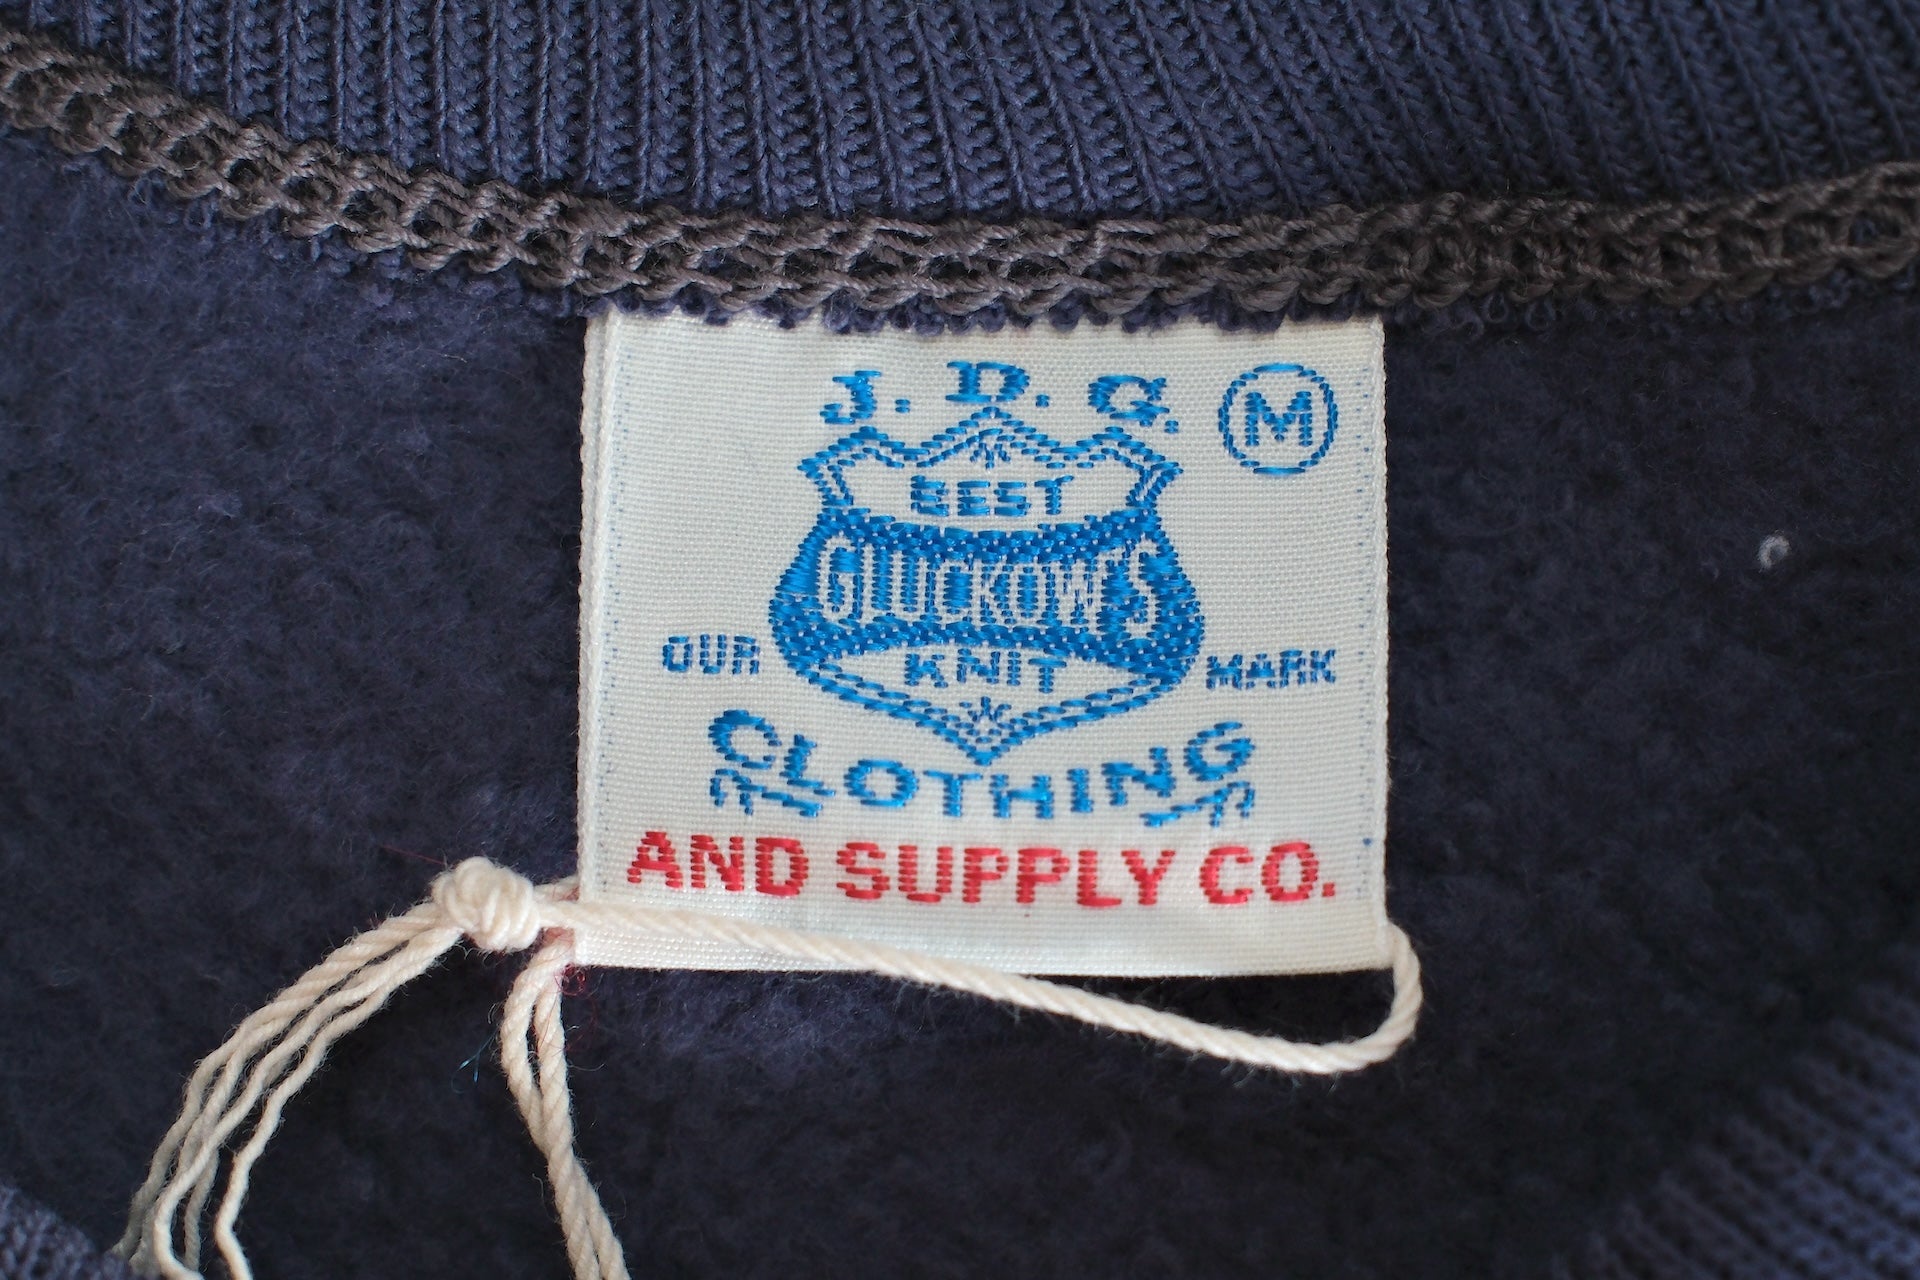 J. D. G.
M
BEST
GLUCKOW'S
OUR KNIT MARK
CLOTHING
AND SUPPLY CO.